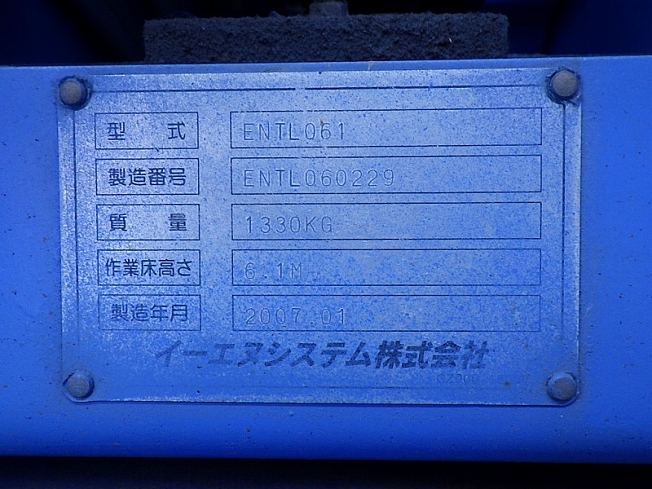 型式 ENTL061
製造番号 ENTL060229
質量 1330KG
作業床高さ 6.1M
製造年月 2007.01
イーエヌシステム株式会社